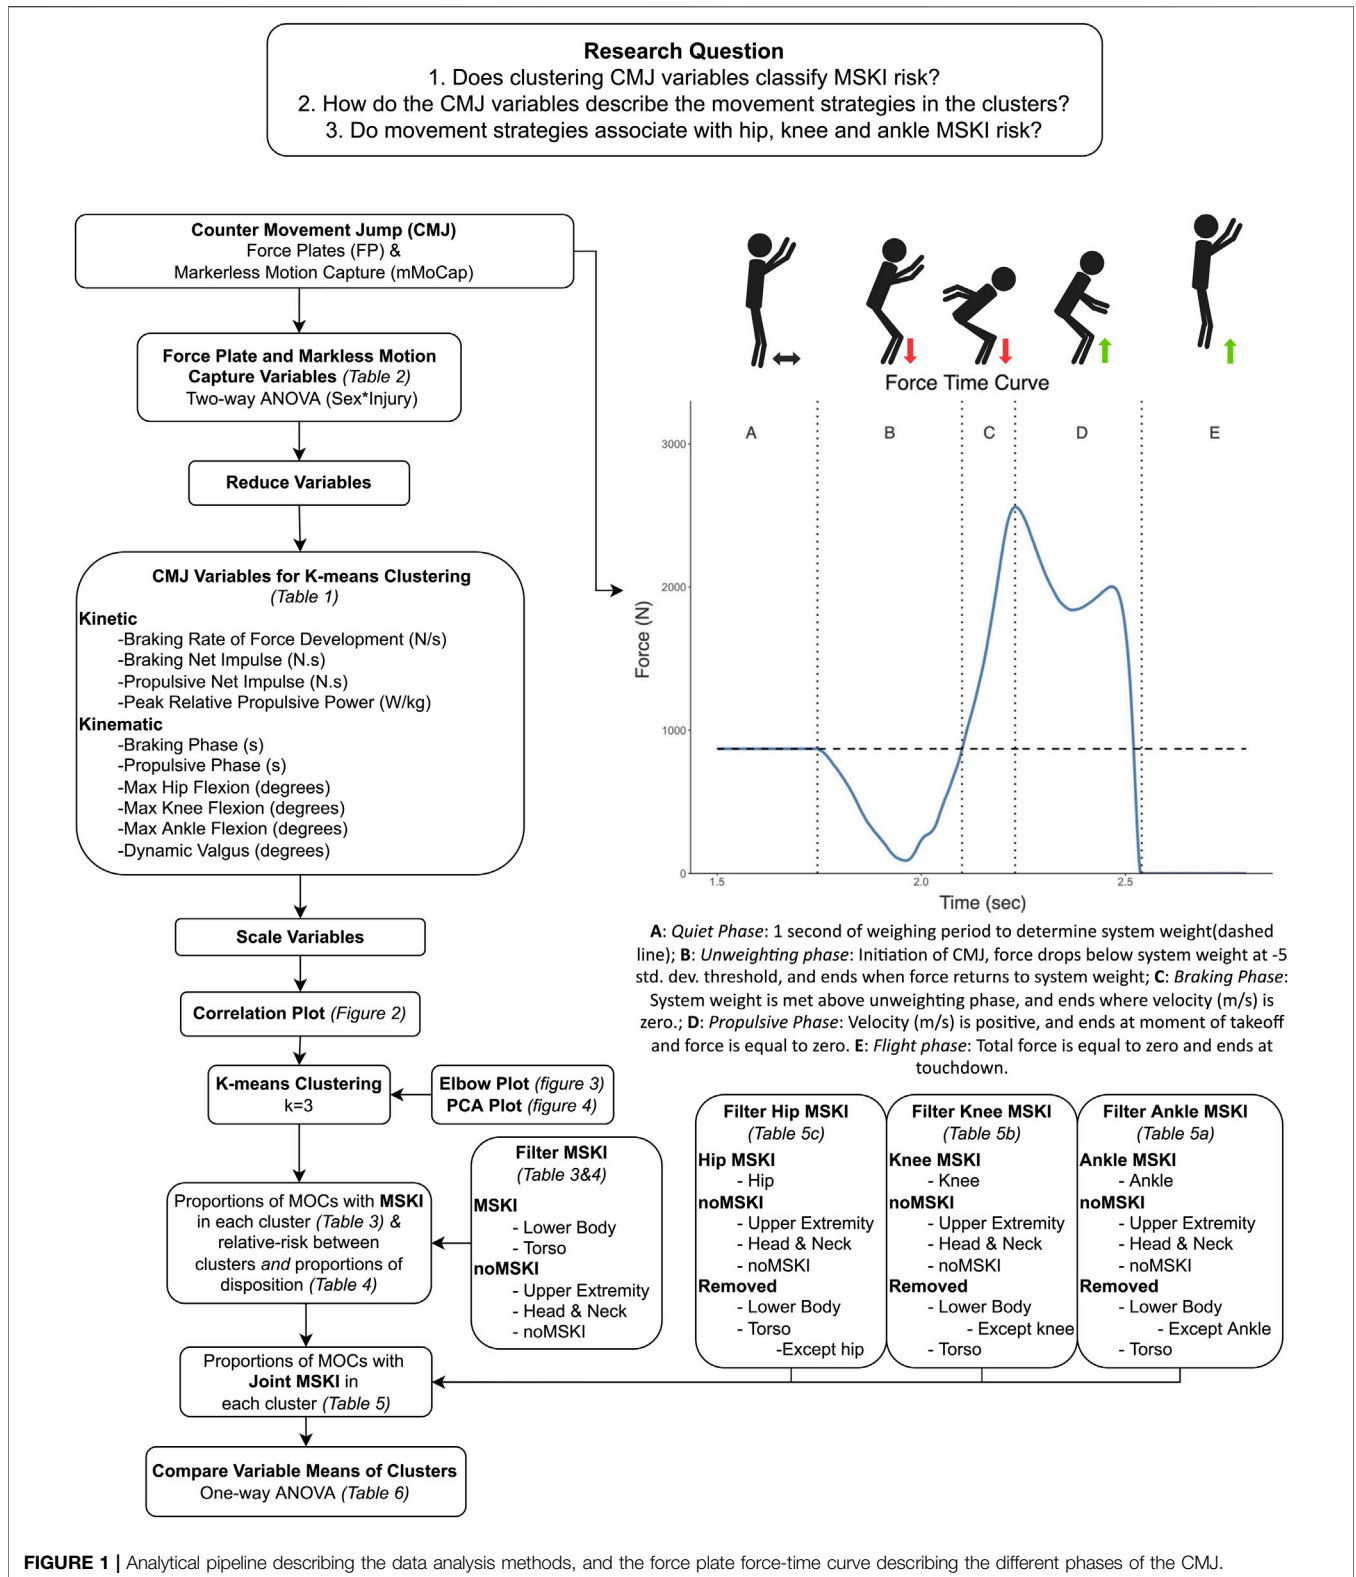 Research Question
1. Does clustering CMJ variables classify MSKI risk?
2. How do the CMJ variables describe the movement strategies in the clusters?
3. Do movement strategies associate with hip, knee and ankle MSKI risk?
Counter Movement Jump (CMJ)
Force Plates (FP) &
Markerless Motion Capture (mMoCap)
Force Plate and Markless Motion
Capture Variables (Table 2)
Two-way ANOVA (Sex*Injury)
Reduce Variables
CMJ Variables for K-means Clustering
(Table 1)
Kinetic
-Braking Rate of Force Development (N/s)
-Braking Net Impulse (N.s)
-Propulsive Net Impulse (N.s)
-Peak Relative Propulsive Power (W/kg)
Kinematic
-Braking Phase (s)
-Propulsive Phase (s)
-Max Hip Flexion (degrees)
-Max Knee Flexion (degrees)
-Max Ankle Flexion (degrees)
-Dynamic Valgus (degrees)
Scale Variables
Correlation Plot (Figure 2)
K-means Clustering
k=3
Elbow Plot (figure 3)
PCA Plot (figure 4)
Filter MSKI
(Table 3&4)
MSKI
- Lower Body
- Torso
noMSKI
- Upper Extremity
- Head & Neck
- noMSKI
Proportions of MOCs with MSKI
in each cluster (Table 3) &
relative-risk between
clusters and proportions of
disposition (Table 4)
Proportions of MOCs with
Joint MSKI in
each cluster (Table 5)
Compare Variable Means of Clusters
One-way ANOVA (Table 6)
Force Time Curve
A
B
C
D
E
Force (N)
3000
2000
1000
0
1.5
2.0
2.5
Time (sec)
A: Quiet Phase: 1 second of weighing period to determine system weight(dashed
line); B: Unweighting phase: Initiation of CMJ, force drops below system weight at -5
std. dev. threshold, and ends when force returns to system weight; C: Braking Phase:
System weight is met above unweighting phase, and ends where velocity (m/s) is
zero.; D: Propulsive Phase: Velocity (m/s) is positive, and ends at moment of takeoff
and force is equal to zero. E: Flight phase: Total force is equal to zero and ends at
touchdown.
Filter Hip MSKI
(Table 5c)
Hip MSKI
- Hip
noMSKI
- Upper Extremity
- Head & Neck
- noMSKI
Removed
- Lower Body
- Torso
-Except hip
Filter Knee MSKI
(Table 5b)
Knee MSKI
- Knee
noMSKI
- Upper Extremity
- Head & Neck
- noMSKI
Removed
- Lower Body
- Except knee
- Torso
Filter Ankle MSKI
(Table 5a)
Ankle MSKI
- Ankle
noMSKI
- Upper Extremity
- Head & Neck
- noMSKI
Removed
- Lower Body
- Except Ankle
- Torso
FIGURE 1 | Analytical pipeline describing the data analysis methods, and the force plate force-time curve describing the different phases of the CMJ.